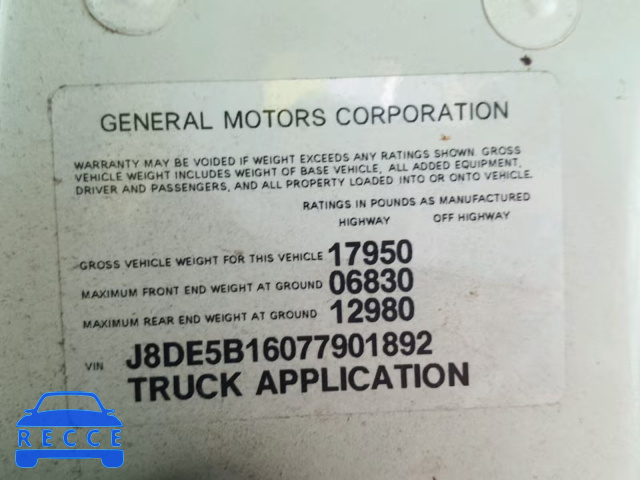 GENERAL MOTORS CORPORATION
WARRANTY MAY BE VOIDED IF WEIGHT EXCEEDS ANY RATINGS SHOWN. GROSS
VEHICLE WEIGHT INCLUDES WEIGHT OF BASE VEHICLE, ALL ADDED EQUIPMENT,
DRIVER AND PASSENGERS, AND ALL PROPERTY LOADED INTO OR ONTO VEHICLE.
RATINGS IN POUNDS AS MANUFACTURED
HIGHWAY OFF HIGHWAY
GROSS VEHICLE WEIGHT FOR THIS VEHICLE 17950
MAXIMUM FRONT END WEIGHT AT GROUND 06830
MAXIMUM REAR END WEIGHT AT GROUND 12980
VIN J8DE5B16077901892
TRUCK APPLICATION
RECCE